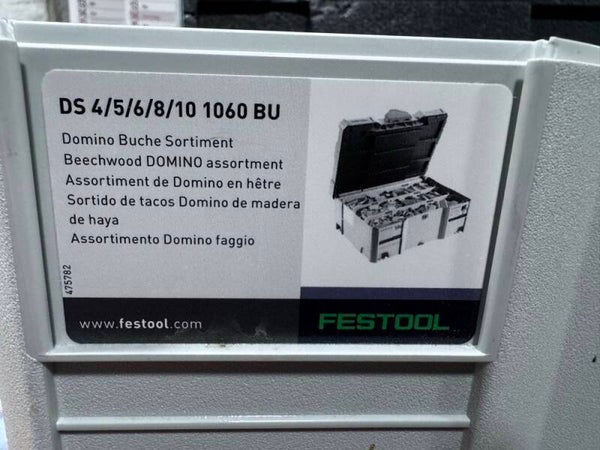 DS 4/5/6/8/10 1060 BU
Domino Buche Sortiment
Beechwood DOMINO assortment
Assortiment de Domino en hêtre
Sortido de tacos Domino de madera
de haya
Assortimento Domino faggio
475782
www.festool.com
FESTOOL